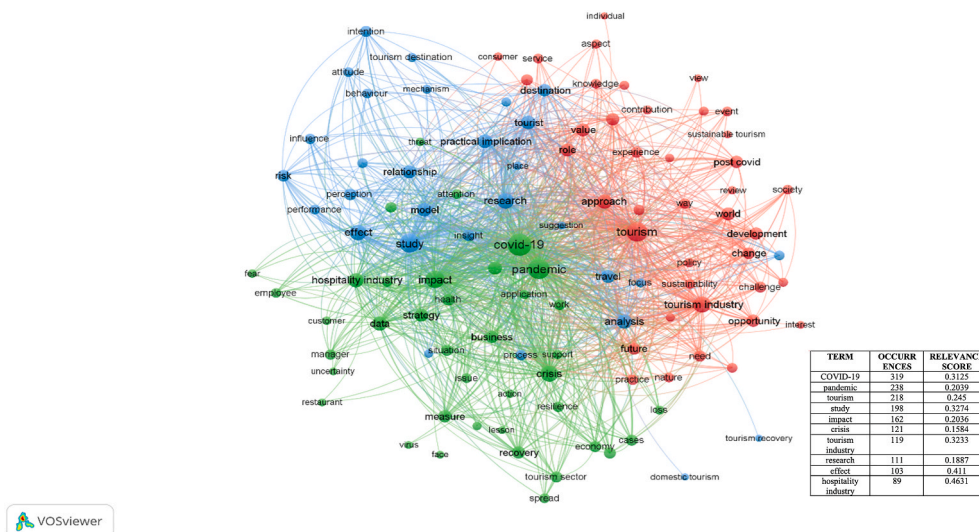 individual
intention
aspect
tourism destination
consumer
service
attitude
mechanism
knowledge
view
behaviour
destination
contribution
event
tourist
value
sustainable tourism
influence
threat
practical implication
role
experience
place
post covid
risk
relationship
review
society
perception
attention
research
approach
way
performance
model
world
suggestion
effect
insight
tourism
development
study
covid-19
change
policy
fear
hospitality industry
impact
pandemic
travel
focus
sustainability
challenge
employee
health
application
work
tourism industry
customer
data
strategy
analysis
opportunity
interest
business
manager
situation
process
support
future
need
uncertainty
issue
crisis
practice
nature
action
restaurant
measure
resilience
loss
lesson
virus
face
recovery
economy
cases
tourism recovery
tourism sector
domestic tourism
spread
TERM OCCURR ENCES RELEVANC SCORE
COVID-19 319 0.3125
pandemic 238 0.2039
tourism 218 0.245
study 198 0.3274
impact 162 0.2036
crisis 121 0.1584
tourism industry 119 0.3233
research 111 0.1887
effect 103 0.411
hospitality industry 89 0.4631
VOSviewer